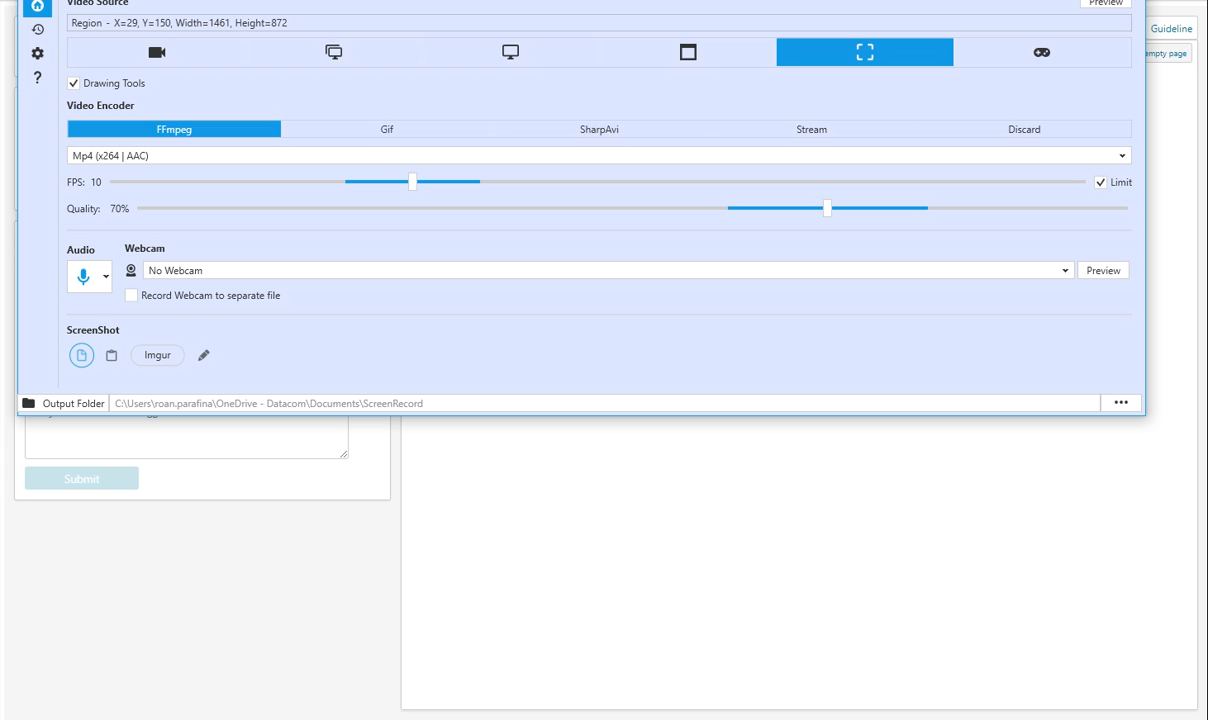 Video Source
Preview
Region - X=29, Y=150, Width=1461, Height=872
Guideline
empty page
Drawing Tools
Video Encoder
FFmpeg
Gif
SharpAvi
Stream
Discard
Mp4 (x264 | AAC)
FPS: 10
Limit
Quality: 70%
Audio
Webcam
No Webcam
Preview
Record Webcam to separate file
ScreenShot
Imgur
Output Folder
C:\Users\roan.parafina\OneDrive - Datacom\Documents\ScreenRecord
Submit